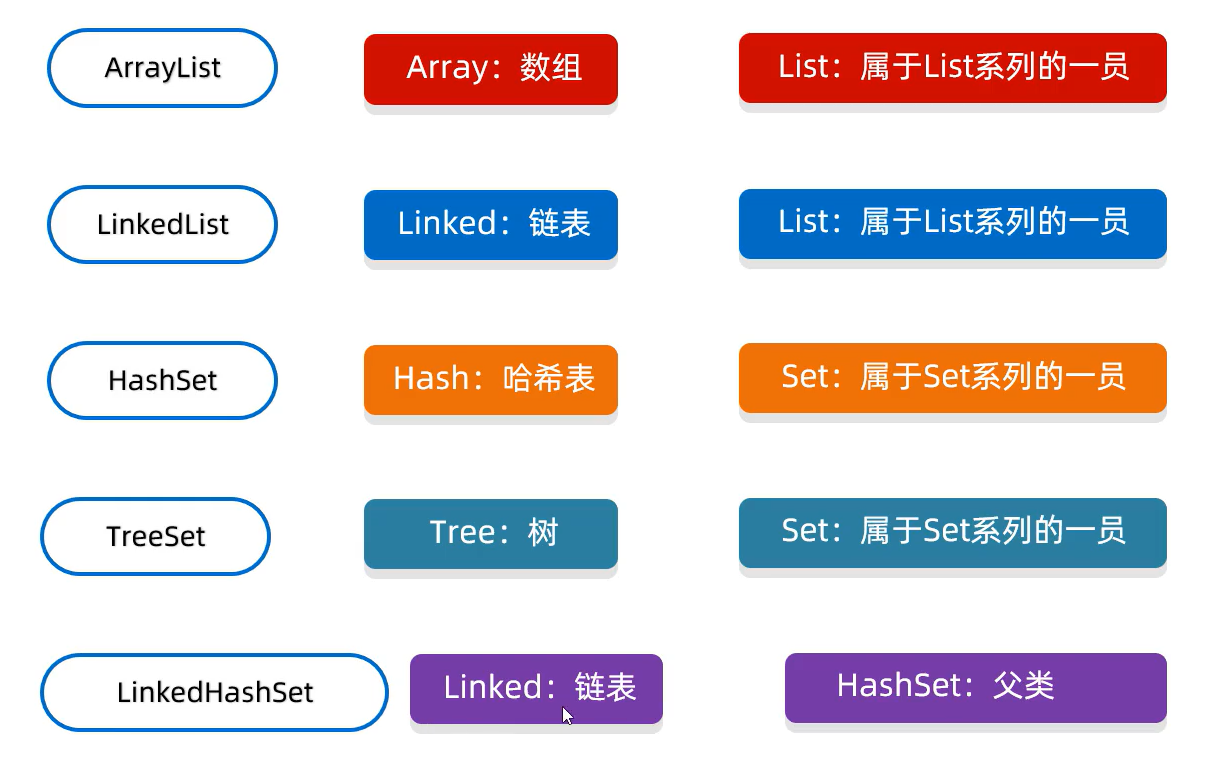 ArrayList
Array：数组
List：属于List系列的一员
LinkedList
Linked：链表
List：属于List系列的一员
HashSet
Hash：哈希表
Set：属于Set系列的一员
TreeSet
Tree：树
Set：属于Set系列的一员
LinkedHashSet
Linked：链表
HashSet：父类